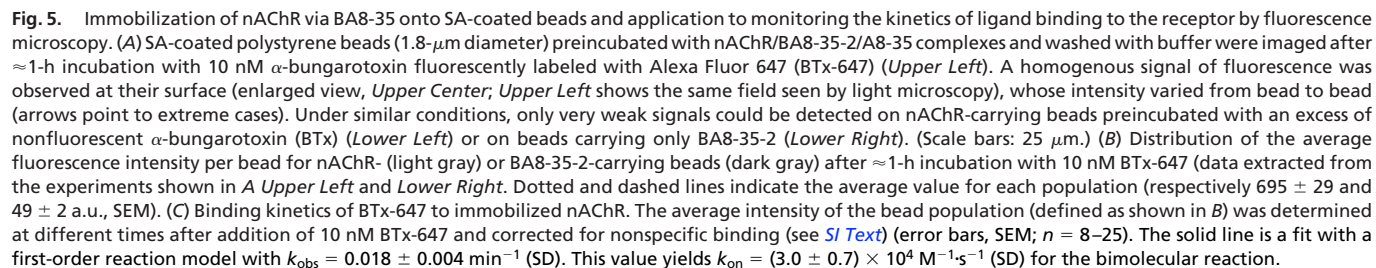 Fig. 5. Immobilization of nAChR via BA8-35 onto SA-coated beads and application to monitoring the kinetics of ligand binding to the receptor by fluorescence
microscopy. (A) SA-coated polystyrene beads (1.8-μm diameter) preincubated with nAChR/BA8-35-2/A8-35 complexes and washed with buffer were imaged after
≈1-h incubation with 10 nM α-bungarotoxin fluorescently labeled with Alexa Fluor 647 (BTx-647) (Upper Left). A homogenous signal of fluorescence was
observed at their surface (enlarged view, Upper Center; Upper Left shows the same field seen by light microscopy), whose intensity varied from bead to bead
(arrows point to extreme cases). Under similar conditions, only very weak signals could be detected on nAChR-carrying beads preincubated with an excess of
nonfluorescent α-bungarotoxin (BTx) (Lower Left) or on beads carrying only BA8-35-2 (Lower Right). (Scale bars: 25 μm.) (B) Distribution of the average
fluorescence intensity per bead for nAChR- (light gray) or BA8-35-2-carrying beads (dark gray) after ≈1-h incubation with 10 nM BTx-647 (data extracted from
the experiments shown in A Upper Left and Lower Right. Dotted and dashed lines indicate the average value for each population (respectively 695 ± 29 and
49 ± 2 a.u., SEM). (C) Binding kinetics of BTx-647 to immobilized nAChR. The average intensity of the bead population (defined as shown in B) was determined
at different times after addition of 10 nM BTx-647 and corrected for nonspecific binding (see SI Text) (error bars, SEM; n = 8–25). The solid line is a fit with a
first-order reaction model with kobs = 0.018 ± 0.004 min⁻¹ (SD). This value yields kon = (3.0 ± 0.7) × 10⁴ M⁻¹·s⁻¹ (SD) for the bimolecular reaction.